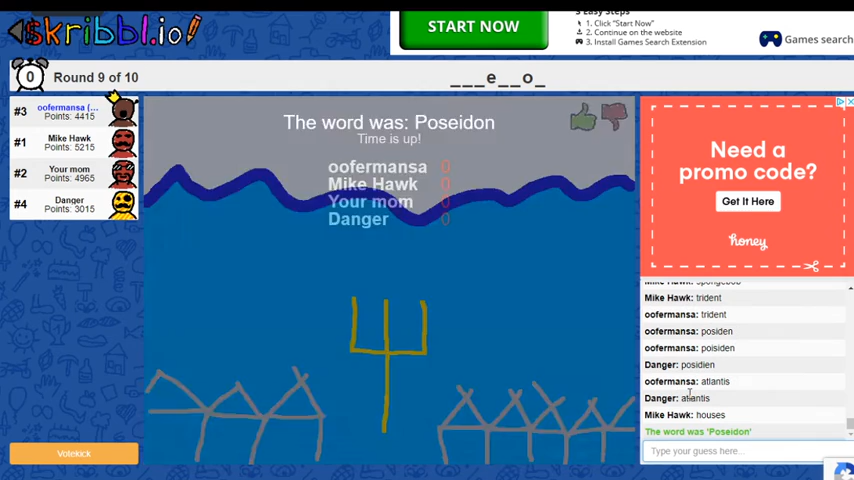 skribbl.io
START NOW
3 Easy Steps
1. Click "Start Now"
2. Continue on the website
3. Install Games Search Extension
Games search
0
Round 9 of 10
___e__o_
#3 oofermansa (...
Points: 4415
#1 Mike Hawk
Points: 5215
#2 Your mom
Points: 4965
#4 Danger
Points: 3015
The word was: Poseidon
Time is up!
oofermansa 0
Mike Hawk 0
Your mom 0
Danger 0
Need a
promo code?
Get It Here
honey
Mike Hawk: spongebob
Mike Hawk: trident
oofermansa: trident
oofermansa: posiden
oofermansa: poisiden
Danger: posidien
oofermansa: atlantis
Danger: atlantis
Mike Hawk: houses
The word was 'Poseidon'
Type your guess here...
Votekick